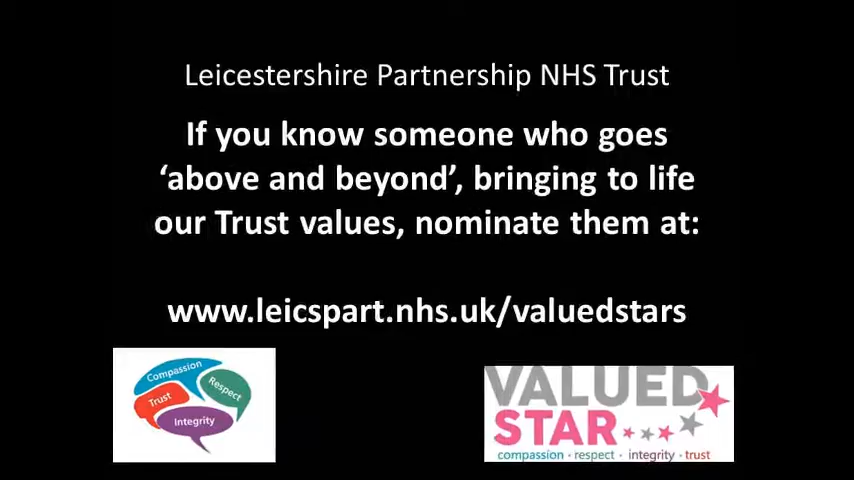 Leicestershire Partnership NHS Trust
If you know someone who goes
‘above and beyond’, bringing to life
our Trust values, nominate them at:
www.leicspart.nhs.uk/valuedstars
Compassion
Respect
Trust
Integrity
VALUED
STAR
compassion · respect · integrity · trust